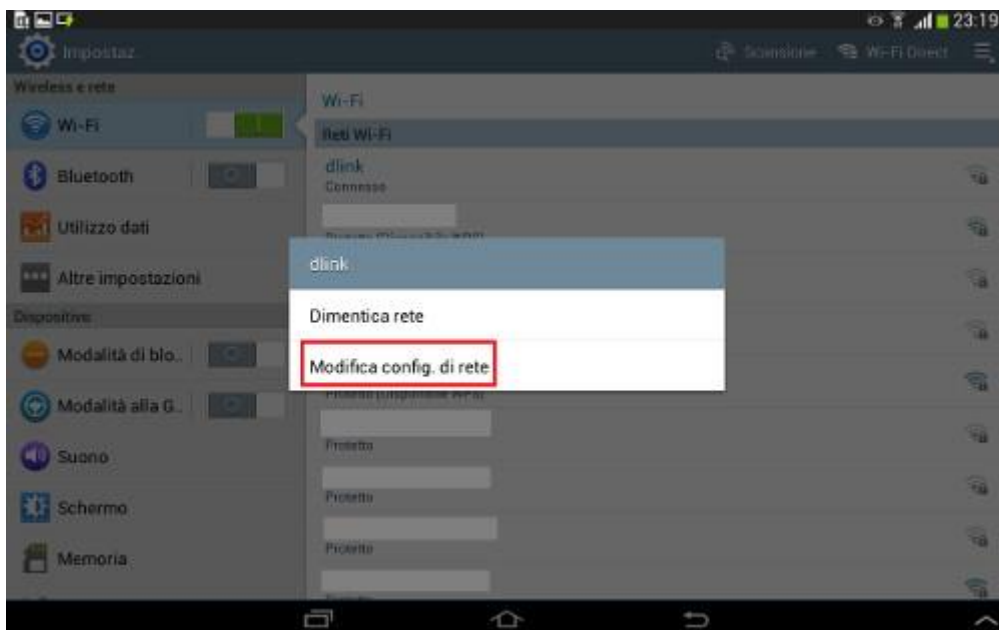 23:19
Impostaz.
Scansione
Wi-Fi Direct
Wireless e rete
Wi-Fi
Bluetooth
Utilizzo dati
Altre impostazioni
Dispositivo
Modalità di blo..
Modalità alla G..
Suono
Schermo
Memoria
Wi-Fi
Reti Wi-Fi
dlink
Connesso
dlink
Dimentica rete
Modifica config. di rete
Protetto
Protetto
Protetto